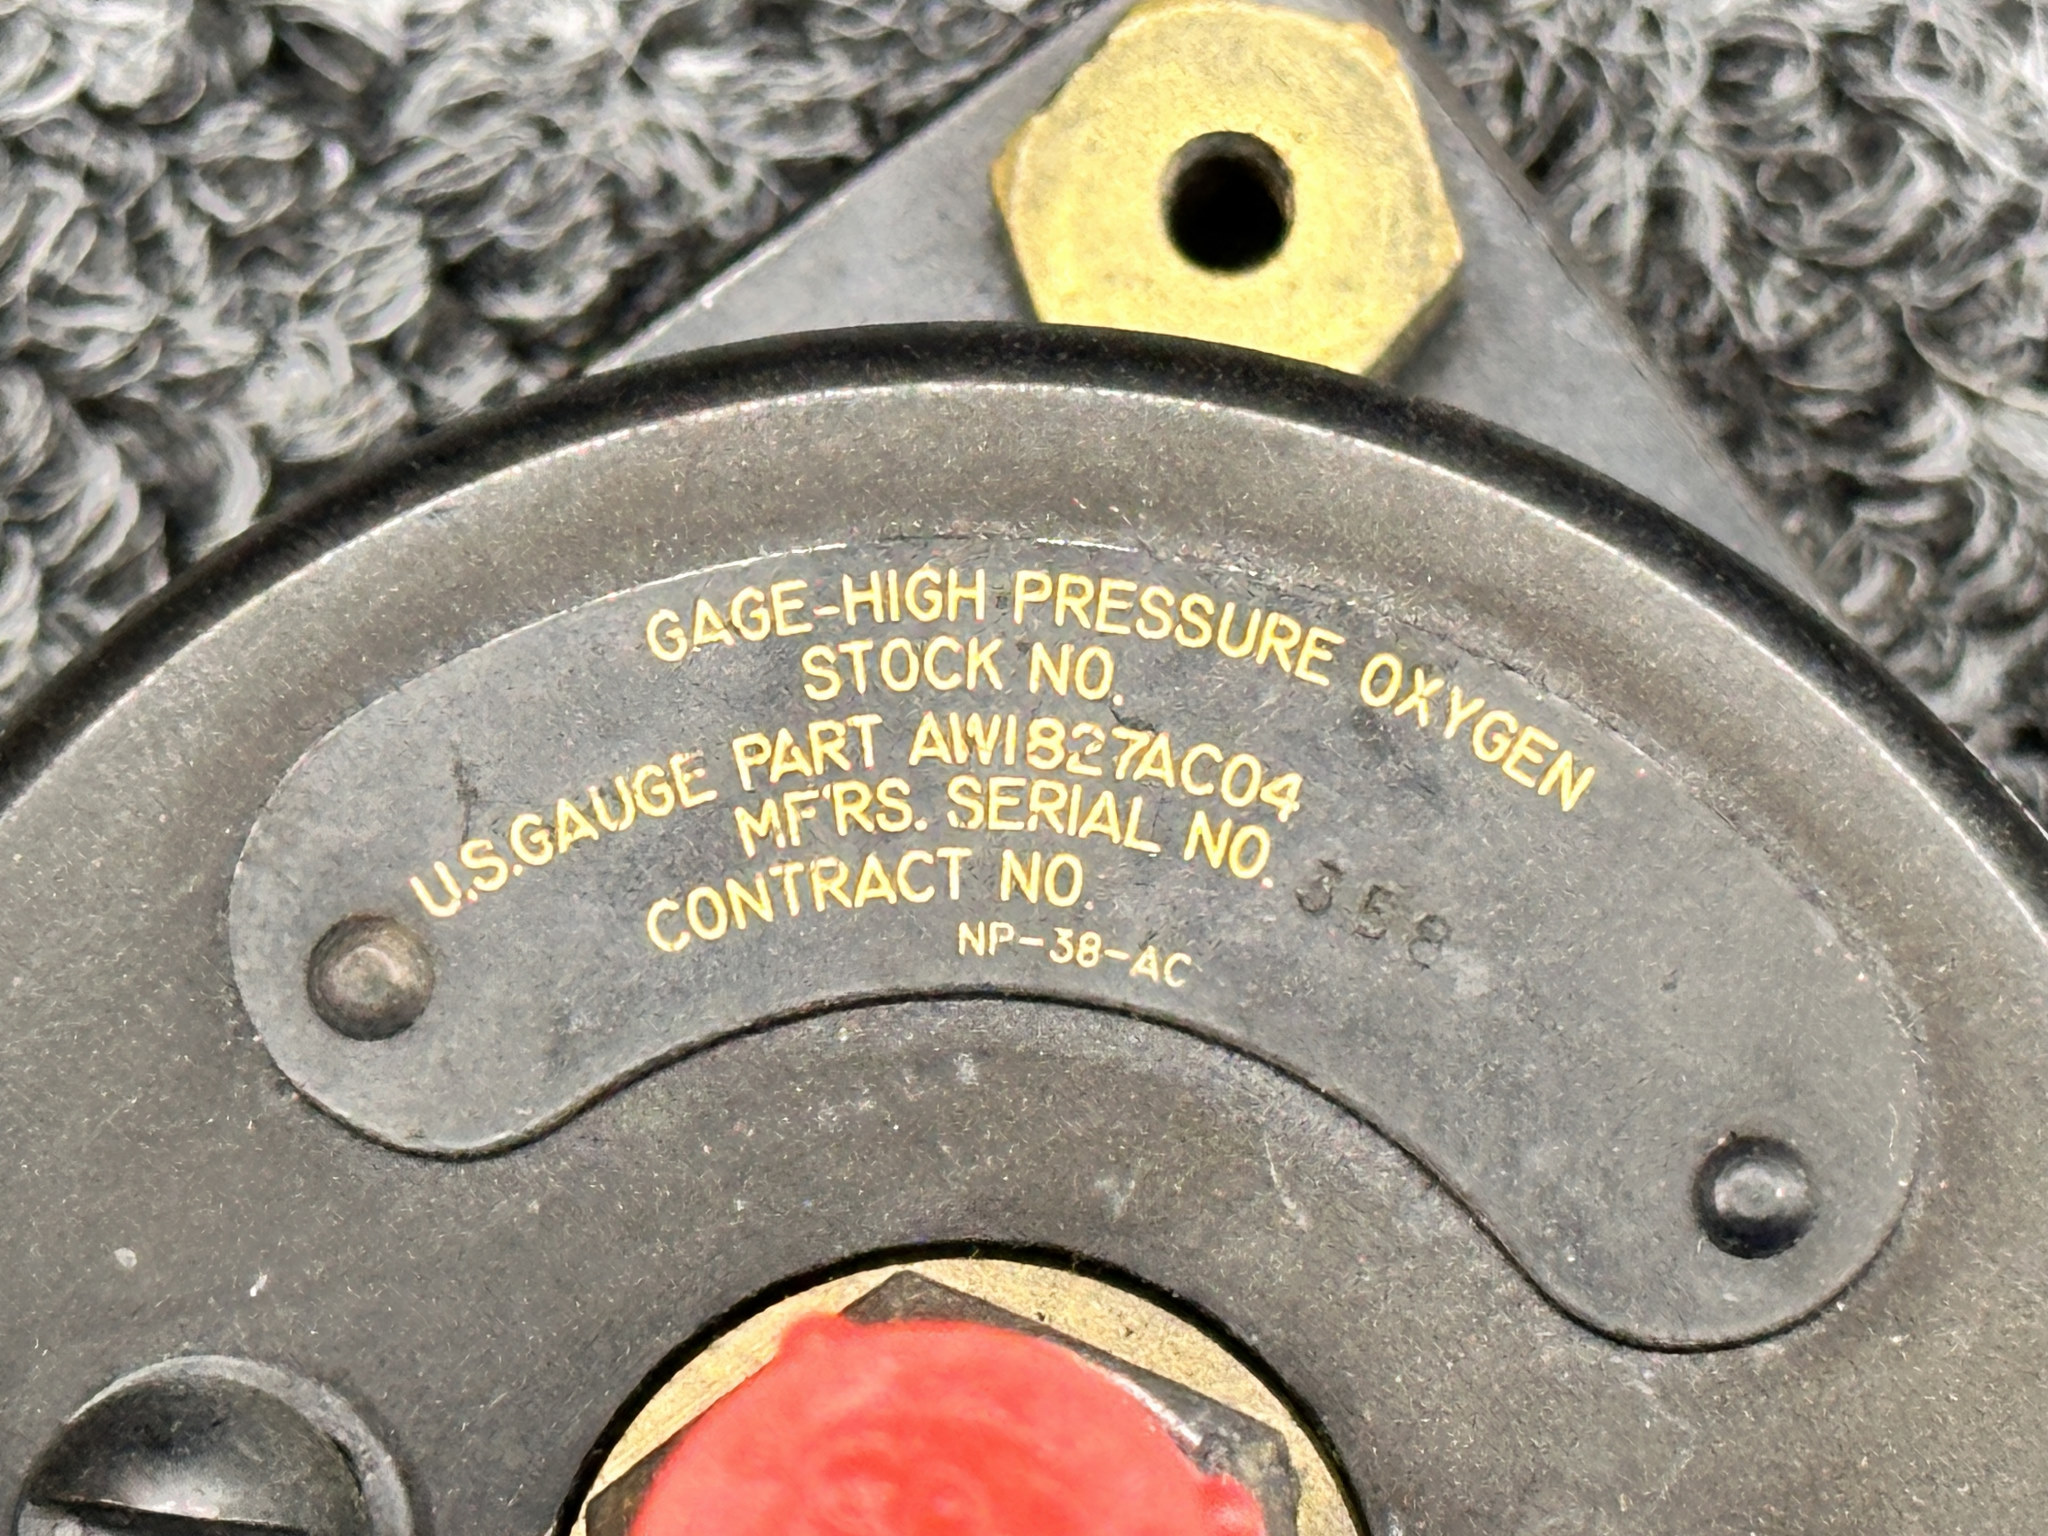 GAGE-HIGH PRESSURE OXYGEN
STOCK NO.
U.S.GAUGE PART AW1827AC04
MF'RS. SERIAL NO. 358
CONTRACT NO.
NP-38-AC